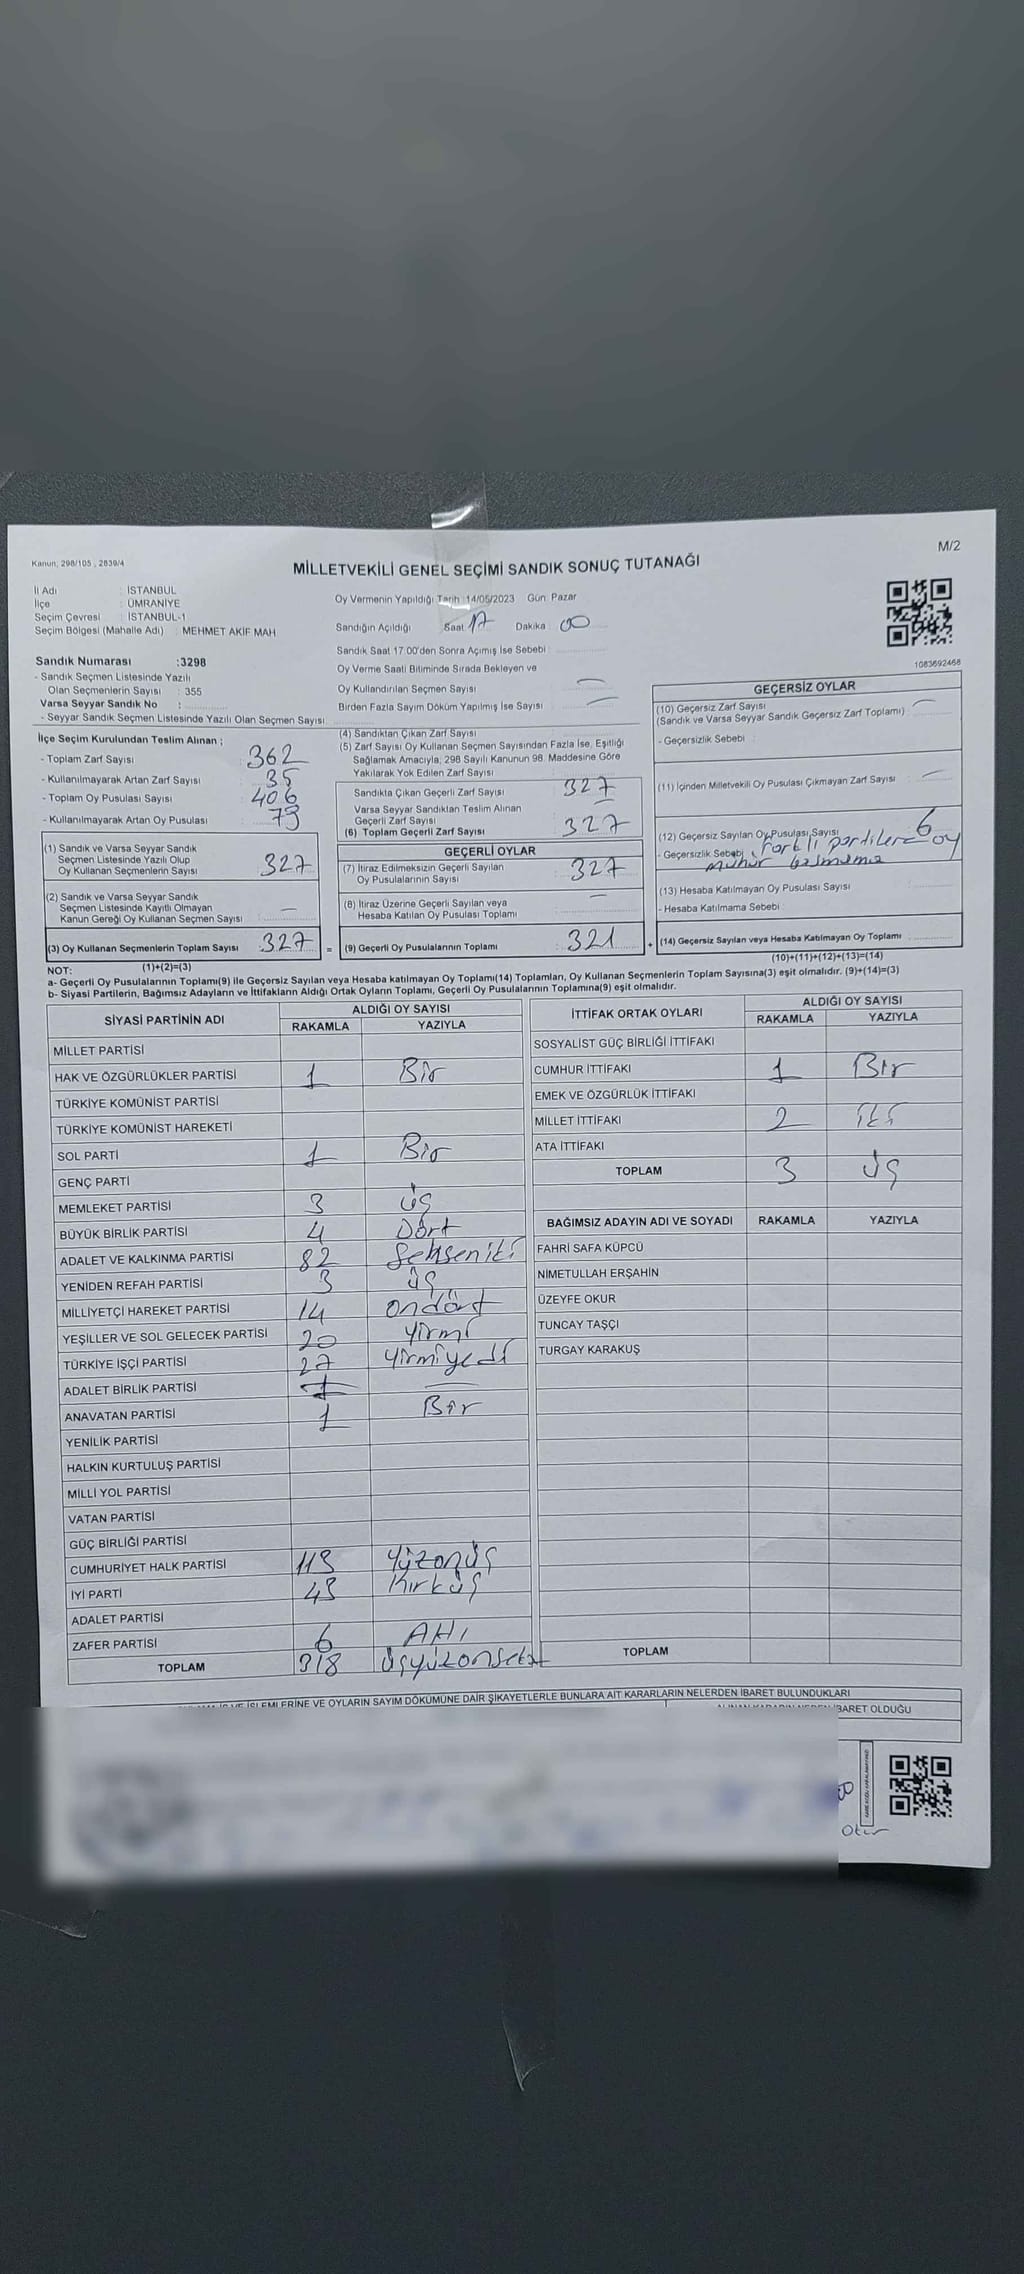 M/2
Kanun, 298/105 , 2839/4
MİLLETVEKİLİ GENEL SEÇİMİ SANDIK SONUÇ TUTANAĞI
İl Adı : İSTANBUL
İlçe : ÜMRANİYE
Seçim Çevresi : İSTANBUL-1
Seçim Bölgesi (Mahalle Adı) : MEHMET AKİF MAH
Sandık Numarası :3298
- Sandık Seçmen Listesinde Yazılı
Olan Seçmenlerin Sayısı : 355
Varsa Seyyar Sandık No :
- Seyyar Sandık Seçmen Listesinde Yazılı Olan Seçmen Sayısı
Oy Vermenin Yapıldığı Tarih :14/05/2023 Gün: Pazar
Sandığın Açıldığı Saat 17 Dakika 00
Sandık Saat 17.00'den Sonra Açımış İse Sebebi
Oy Verme Saati Bitiminde Sırada Bekleyen ve
Oy Kullandırılan Seçmen Sayısı —
Birden Fazla Sayım Döküm Yapılmış İse Sayısı —
1083692468
İlçe Seçim Kurulundan Teslim Alınan ;
- Toplam Zarf Sayısı 362
- Kullanılmayarak Artan Zarf Sayısı 35
- Toplam Oy Pusulası Sayısı 406
- Kullanılmayarak Artan Oy Pusulası 79
(1) Sandık ve Varsa Seyyar Sandık
Seçmen Listesinde Yazılı Olup
Oy Kullanan Seçmenlerin Sayısı 327
(2) Sandık ve Varsa Seyyar Sandık
Seçmen Listesinde Kayıtlı Olmayan
Kanun Gereği Oy Kullanan Seçmen Sayısı —
(3) Oy Kullanan Seçmenlerin Toplam Sayısı 327 =
(1)+(2)=(3)
(4) Sandıktan Çıkan Zarf Sayısı
(5) Zarf Sayısı Oy Kullanan Seçmen Sayısından Fazla İse, Eşitliği
Sağlamak Amacıyla, 298 Sayılı Kanunun 98. Maddesine Göre
Yakılarak Yok Edilen Zarf Sayısı
Sandıkta Çıkan Geçerli Zarf Sayısı 327
Varsa Seyyar Sandıktan Teslim Alınan
Geçerli Zarf Sayısı —
(6) Toplam Geçerli Zarf Sayısı 327
GEÇERLİ OYLAR
(7) İtiraz Edilmeksizin Geçerli Sayılan
Oy Pusulalarının Sayısı 327
(8) İtiraz Üzerine Geçerli Sayılan veya
Hesaba Katılan Oy Pusulası Toplamı —
(9) Geçerli Oy Pusulalarının Toplamı 321 +
GEÇERSİZ OYLAR
(10) Geçersiz Zarf Sayısı —
(Sandık ve Varsa Seyyar Sandık Geçersiz Zarf Toplamı)
- Geçersizlik Sebebi
(11) İçinden Milletvekili Oy Pusulası Çıkmayan Zarf Sayısı —
(12) Geçersiz Sayılan Oy Pusulası Sayısı 6
- Geçersizlik Sebebi farklı partilere oy
mühür basmama
(13) Hesaba Katılmayan Oy Pusulası Sayısı
- Hesaba Katılmama Sebebi
(14) Geçersiz Sayılan veya Hesaba Katılmayan Oy Toplamı
(10)+(11)+(12)+(13)=(14)
NOT:
a- Geçerli Oy Pusulalarının Toplamı(9) ile Geçersiz Sayılan veya Hesaba katılmayan Oy Toplamı(14) Toplamları, Oy Kullanan Seçmenlerin Toplam Sayısına(3) eşit olmalıdır. (9)+(14)=(3)
b- Siyasi Partilerin, Bağımsız Adayların ve İttifakların Aldığı Ortak Oyların Toplamı, Geçerli Oy Pusulalarının Toplamına(9) eşit olmalıdır.
SİYASİ PARTİNİN ADI ALDIĞI OY SAYISI
RAKAMLA YAZIYLA
MİLLET PARTİSİ
HAK VE ÖZGÜRLÜKLER PARTİSİ 1 Bir
TÜRKİYE KOMÜNİST PARTİSİ
TÜRKİYE KOMÜNİST HAREKETİ
SOL PARTİ 1 Bir
GENÇ PARTİ
MEMLEKET PARTİSİ 3 üç
BÜYÜK BİRLİK PARTİSİ 4 Dört
ADALET VE KALKINMA PARTİSİ 82 Seksen iki
YENİDEN REFAH PARTİSİ 3 üç
MİLLİYETÇİ HAREKET PARTİSİ 14 ondört
YEŞİLLER VE SOL GELECEK PARTİSİ 20 yirmi
TÜRKİYE İŞÇİ PARTİSİ 27 yirmiyedi
ADALET BİRLİK PARTİSİ —
ANAVATAN PARTİSİ 1 Bir
YENİLİK PARTİSİ
HALKIN KURTULUŞ PARTİSİ
MİLLİ YOL PARTİSİ
VATAN PARTİSİ
GÜÇ BİRLİĞİ PARTİSİ
CUMHURİYET HALK PARTİSİ 113 Yüzonüç
İYİ PARTİ 43 Kırküç
ADALET PARTİSİ
ZAFER PARTİSİ 6 Altı
TOPLAM 318 üçyüzonsekiz
İTTİFAK ORTAK OYLARI ALDIĞI OY SAYISI
RAKAMLA YAZIYLA
SOSYALİST GÜÇ BİRLİĞİ İTTİFAKI
CUMHUR İTTİFAKI 1 Bir
EMEK VE ÖZGÜRLÜK İTTİFAKI
MİLLET İTTİFAKI 2 iki
ATA İTTİFAKI
TOPLAM 3 üç
BAĞIMSIZ ADAYIN ADI VE SOYADI RAKAMLA YAZIYLA
FAHRİ SAFA KÜPCÜ
NİMETULLAH ERŞAHİN
ÜZEYFE OKUR
TUNCAY TAŞÇI
TURGAY KARAKUŞ
TOPLAM
İŞLEMLERİNE VE OYLARIN SAYIM DÖKÜMÜNE DAİR ŞİKAYETLERLE BUNLARA AİT KARARLARIN NELERDEN İBARET BULUNDUKLARI
İBARET OLDUĞU